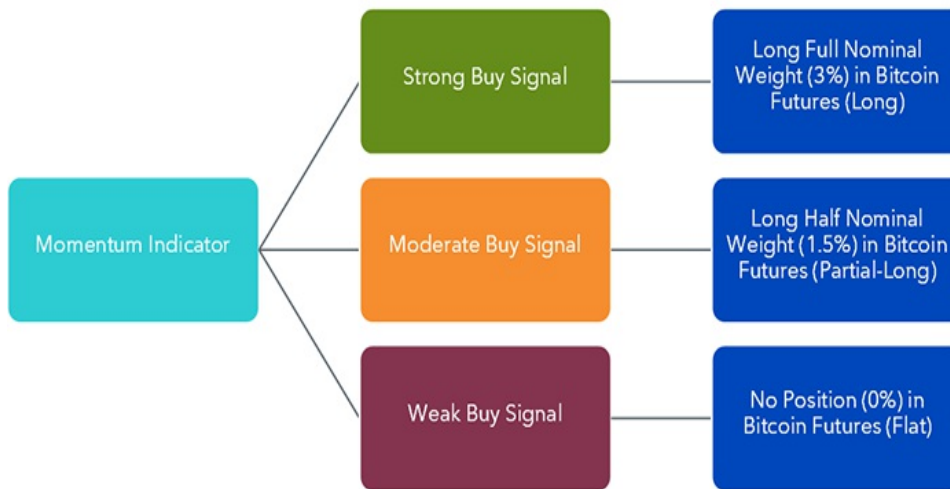 Momentum Indicator
Strong Buy Signal
Long Full Nominal
Weight (3%) in Bitcoin
Futures (Long)
Moderate Buy Signal
Long Half Nominal
Weight (1.5%) in Bitcoin
Futures (Partial-Long)
Weak Buy Signal
No Position (0%) in
Bitcoin Futures (Flat)